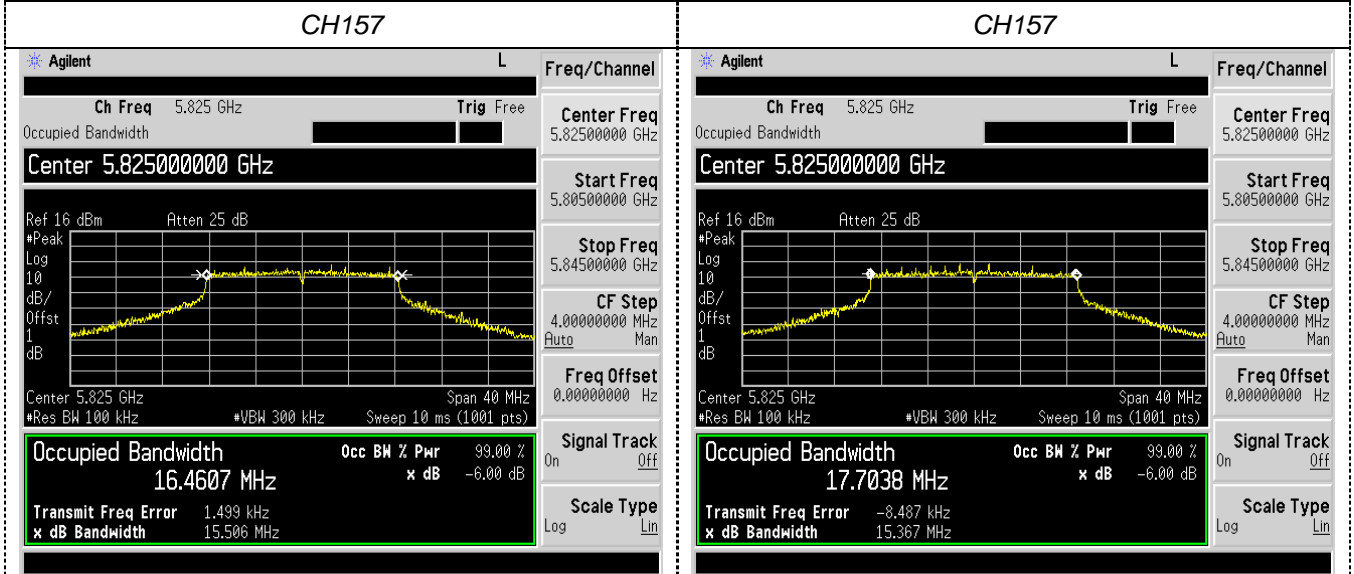 CH157
Agilent
L
Ch Freq 5.825 GHz
Trig Free
Occupied Bandwidth
Center 5.825000000 GHz
Ref 16 dBm
Atten 25 dB
#Peak
Log
10
dB/
Offst
1
dB
Center 5.825 GHz
Span 40 MHz
#Res BW 100 kHz
#VBW 300 kHz
Sweep 10 ms (1001 pts)
Occupied Bandwidth
16.4607 MHz
Occ BW % Pwr 99.00 %
x dB -6.00 dB
Transmit Freq Error 1.499 kHz
x dB Bandwidth 15.506 MHz
Freq/Channel
Center Freq
5.82500000 GHz
Start Freq
5.80500000 GHz
Stop Freq
5.84500000 GHz
CF Step
4.00000000 MHz
Auto Man
Freq Offset
0.00000000 Hz
Signal Track
On Off
Scale Type
Log Lin
CH157
Agilent
L
Ch Freq 5.825 GHz
Trig Free
Occupied Bandwidth
Center 5.825000000 GHz
Ref 16 dBm
Atten 25 dB
#Peak
Log
10
dB/
Offst
1
dB
Center 5.825 GHz
Span 40 MHz
#Res BW 100 kHz
#VBW 300 kHz
Sweep 10 ms (1001 pts)
Occupied Bandwidth
17.7038 MHz
Occ BW % Pwr 99.00 %
x dB -6.00 dB
Transmit Freq Error -8.487 kHz
x dB Bandwidth 15.367 MHz
Freq/Channel
Center Freq
5.82500000 GHz
Start Freq
5.80500000 GHz
Stop Freq
5.84500000 GHz
CF Step
4.00000000 MHz
Auto Man
Freq Offset
0.00000000 Hz
Signal Track
On Off
Scale Type
Log Lin